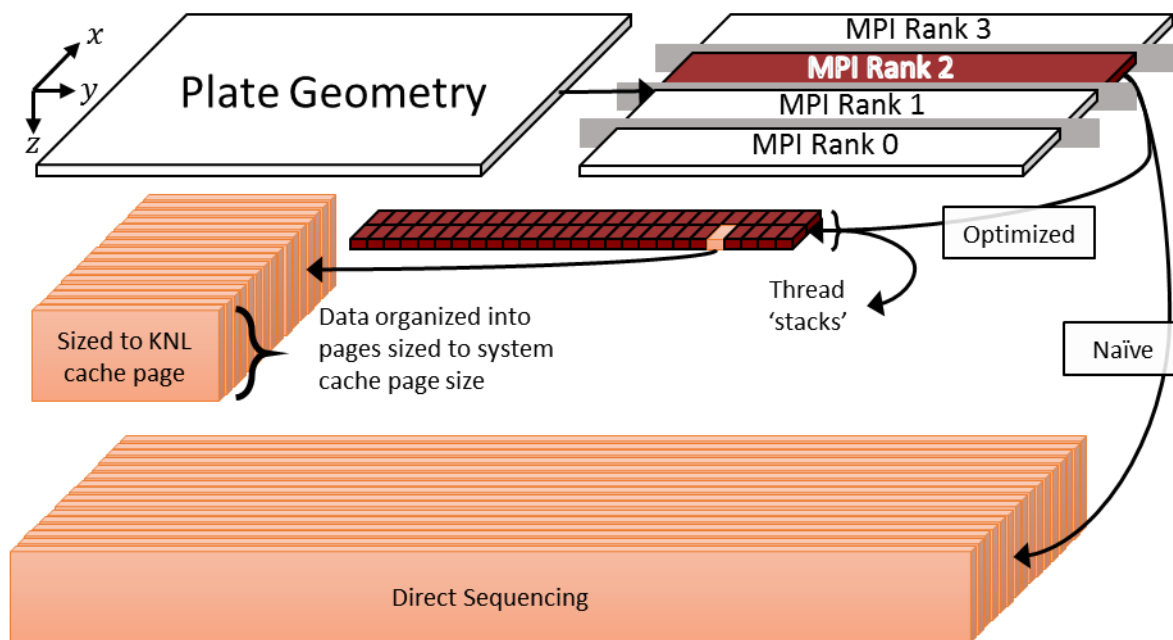 x
y
z
Plate Geometry
MPI Rank 3
MPI Rank 2
MPI Rank 1
MPI Rank 0
Optimized
Thread
‘stacks’
Naïve
Sized to KNL
cache page
Data organized into
pages sized to system
cache page size
Direct Sequencing